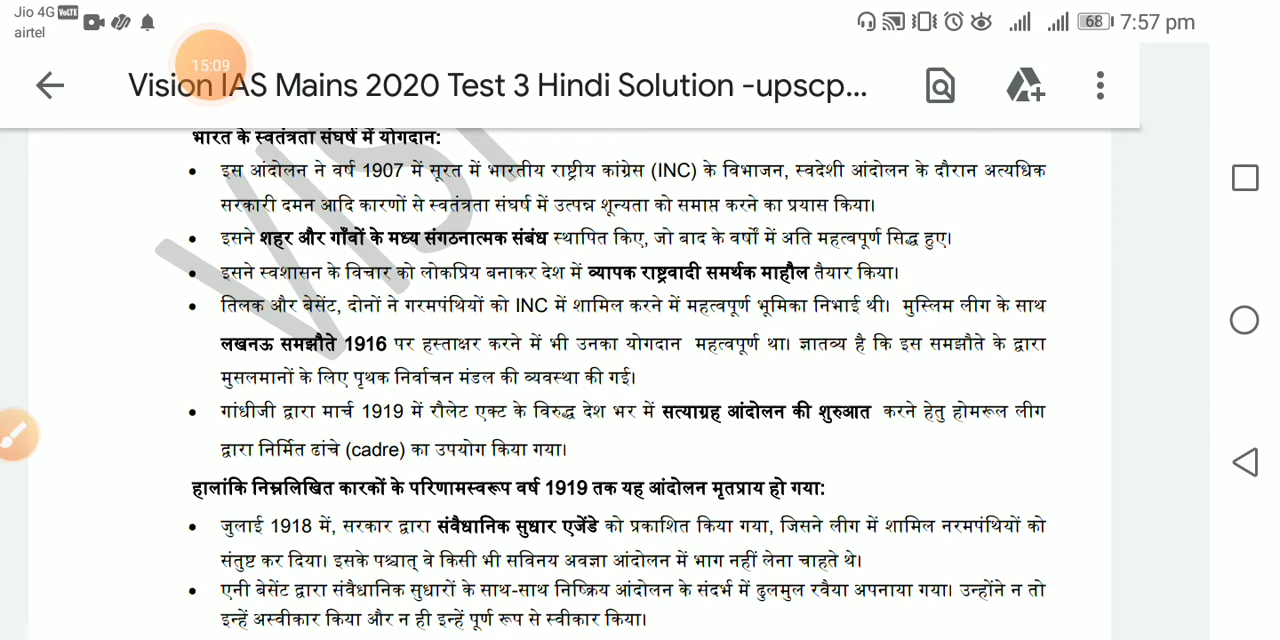 Jio 4G VoLTE
airtel
68 7:57 pm
15:09
Vision IAS Mains 2020 Test 3 Hindi Solution -upscp...
भारत के स्वतंत्रता संघर्ष में योगदान:
• इस आंदोलन ने वर्ष 1907 में सूरत में भारतीय राष्ट्रीय कांग्रेस (INC) के विभाजन, स्वदेशी आंदोलन के दौरान अत्यधिक
सरकारी दमन आदि कारणों से स्वतंत्रता संघर्ष में उत्पन्न शून्यता को समाप्त करने का प्रयास किया।
• इसने शहर और गाँवों के मध्य संगठनात्मक संबंध स्थापित किए, जो बाद के वर्षों में अति महत्वपूर्ण सिद्ध हुए।
• इसने स्वशासन के विचार को लोकप्रिय बनाकर देश में व्यापक राष्ट्रवादी समर्थक माहौल तैयार किया।
• तिलक और बेसेंट, दोनों ने गरमपंथियों को INC में शामिल करने में महत्वपूर्ण भूमिका निभाई थी। मुस्लिम लीग के साथ
लखनऊ समझौते 1916 पर हस्ताक्षर करने में भी उनका योगदान महत्वपूर्ण था। ज्ञातव्य है कि इस समझौते के द्वारा
मुसलमानों के लिए पृथक निर्वाचन मंडल की व्यवस्था की गई।
• गांधीजी द्वारा मार्च 1919 में रौलेट एक्ट के विरुद्ध देश भर में सत्याग्रह आंदोलन की शुरुआत करने हेतु होमरूल लीग
द्वारा निर्मित ढांचे (cadre) का उपयोग किया गया।
हालांकि निम्नलिखित कारकों के परिणामस्वरूप वर्ष 1919 तक यह आंदोलन मृतप्राय हो गया:
• जुलाई 1918 में, सरकार द्वारा संवैधानिक सुधार एजेंडे को प्रकाशित किया गया, जिसने लीग में शामिल नरमपंथियों को
संतुष्ट कर दिया। इसके पश्चात् वे किसी भी सविनय अवज्ञा आंदोलन में भाग नहीं लेना चाहते थे।
• एनी बेसेंट द्वारा संवैधानिक सुधारों के साथ-साथ निष्क्रिय आंदोलन के संदर्भ में ढुलमुल रवैया अपनाया गया। उन्होंने न तो
इन्हें अस्वीकार किया और न ही इन्हें पूर्ण रूप से स्वीकार किया।